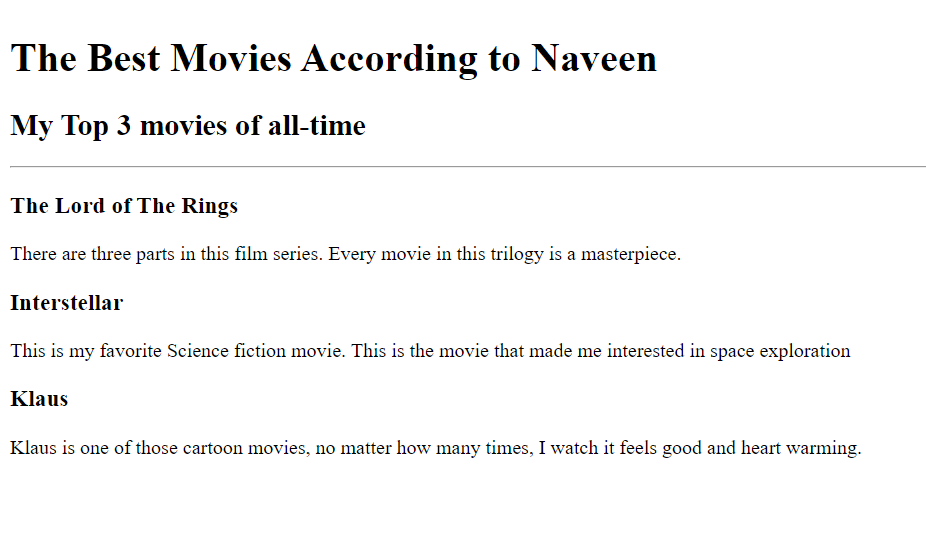 The Best Movies According to Naveen
My Top 3 movies of all-time
The Lord of The Rings
There are three parts in this film series. Every movie in this trilogy is a masterpiece.
Interstellar
This is my favorite Science fiction movie. This is the movie that made me interested in space exploration
Klaus
Klaus is one of those cartoon movies, no matter how many times, I watch it feels good and heart warming.